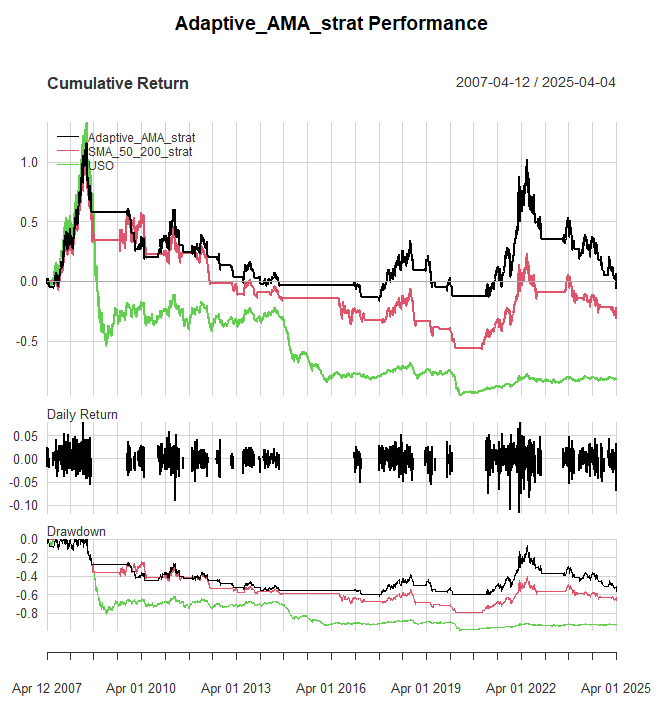 Adaptive_AMA_strat Performance
Cumulative Return
2007-04-12 / 2025-04-04
Adaptive_AMA_strat
SMA_50_200_strat
USO
1.0
0.5
0.0
-0.5
Daily Return
0.05
0.00
-0.05
-0.10
Drawdown
0.0
-0.2
-0.4
-0.6
-0.8
Apr 12 2007
Apr 01 2010
Apr 01 2013
Apr 01 2016
Apr 01 2019
Apr 01 2022
Apr 01 2025